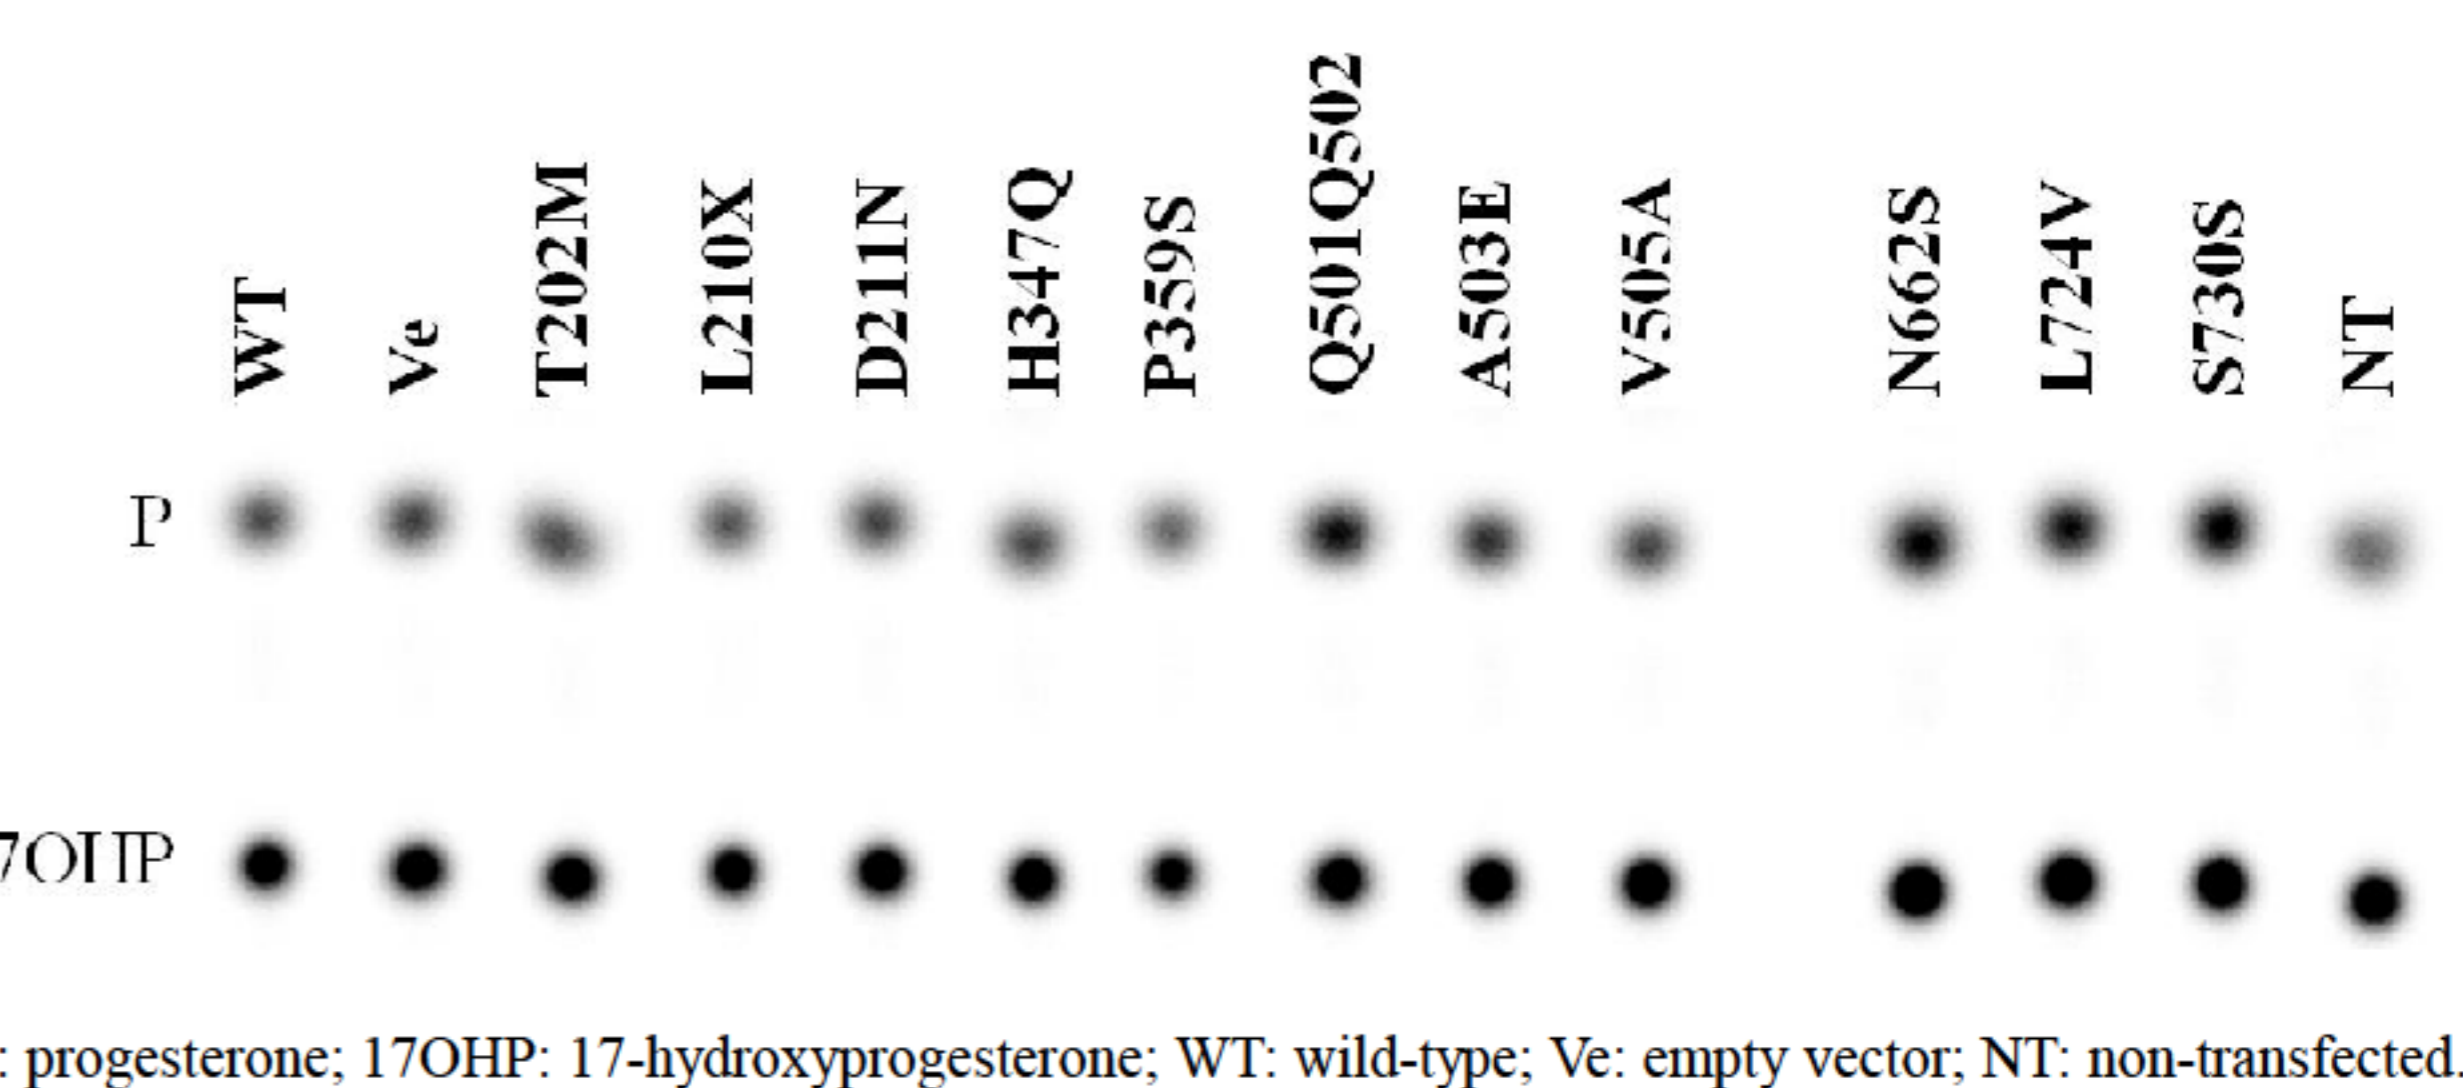 WT Ve T202M L210X D211N H347Q P359S Q501Q502 A503E V505A N662S L724V S730S NT
P
7OHP
: progesterone; 17OHP: 17-hydroxyprogesterone; WT: wild-type; Ve: empty vector; NT: non-transfected.